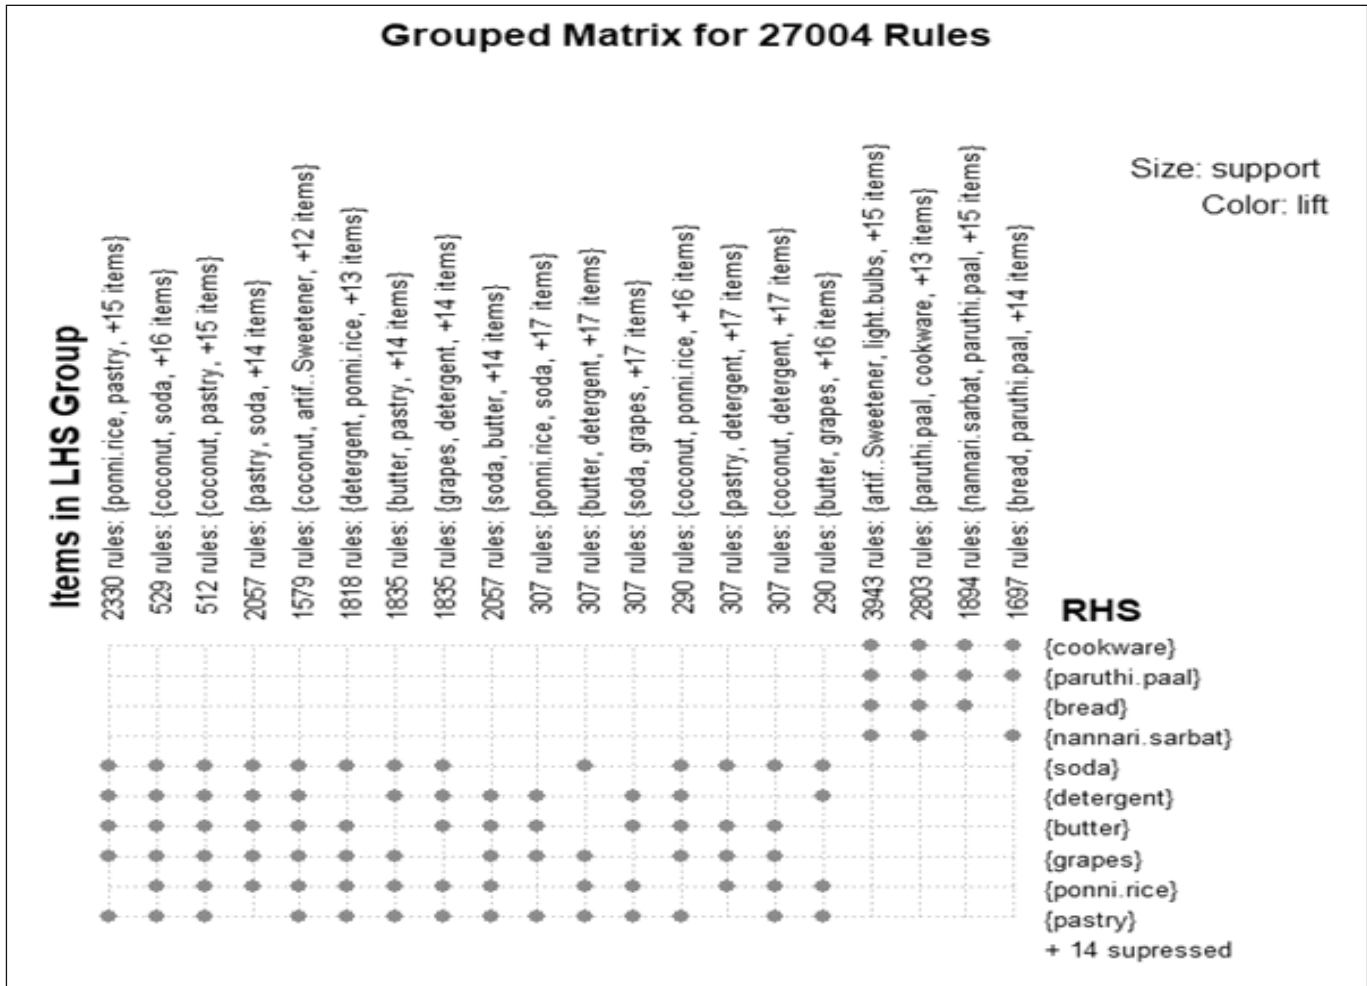 Grouped Matrix for 27004 Rules
Size: support
Color: lift
Items in LHS Group
2330 rules: {ponni.rice, pastry, +15 items}
529 rules: {coconut, soda, +16 items}
512 rules: {coconut, pastry, +15 items}
2057 rules: {pastry, soda, +14 items}
1579 rules: {coconut, artif..Sweetener, +12 items}
1818 rules: {detergent, ponni.rice, +13 items}
1835 rules: {butter, pastry, +14 items}
1835 rules: {grapes, detergent, +14 items}
2057 rules: {soda, butter, +14 items}
307 rules: {ponni.rice, soda, +17 items}
307 rules: {butter, detergent, +17 items}
307 rules: {soda, grapes, +17 items}
290 rules: {coconut, ponni.rice, +16 items}
307 rules: {pastry, detergent, +17 items}
307 rules: {coconut, detergent, +17 items}
290 rules: {butter, grapes, +16 items}
3943 rules: {artif..Sweetener, light.bulbs, +15 items}
2803 rules: {paruthi.paal, cookware, +13 items}
1894 rules: {nannari.sarbat, paruthi.paal, +15 items}
1697 rules: {bread, paruthi.paal, +14 items}
RHS
{cookware}
{paruthi.paal}
{bread}
{nannari.sarbat}
{soda}
{detergent}
{butter}
{grapes}
{ponni.rice}
{pastry}
+ 14 supressed